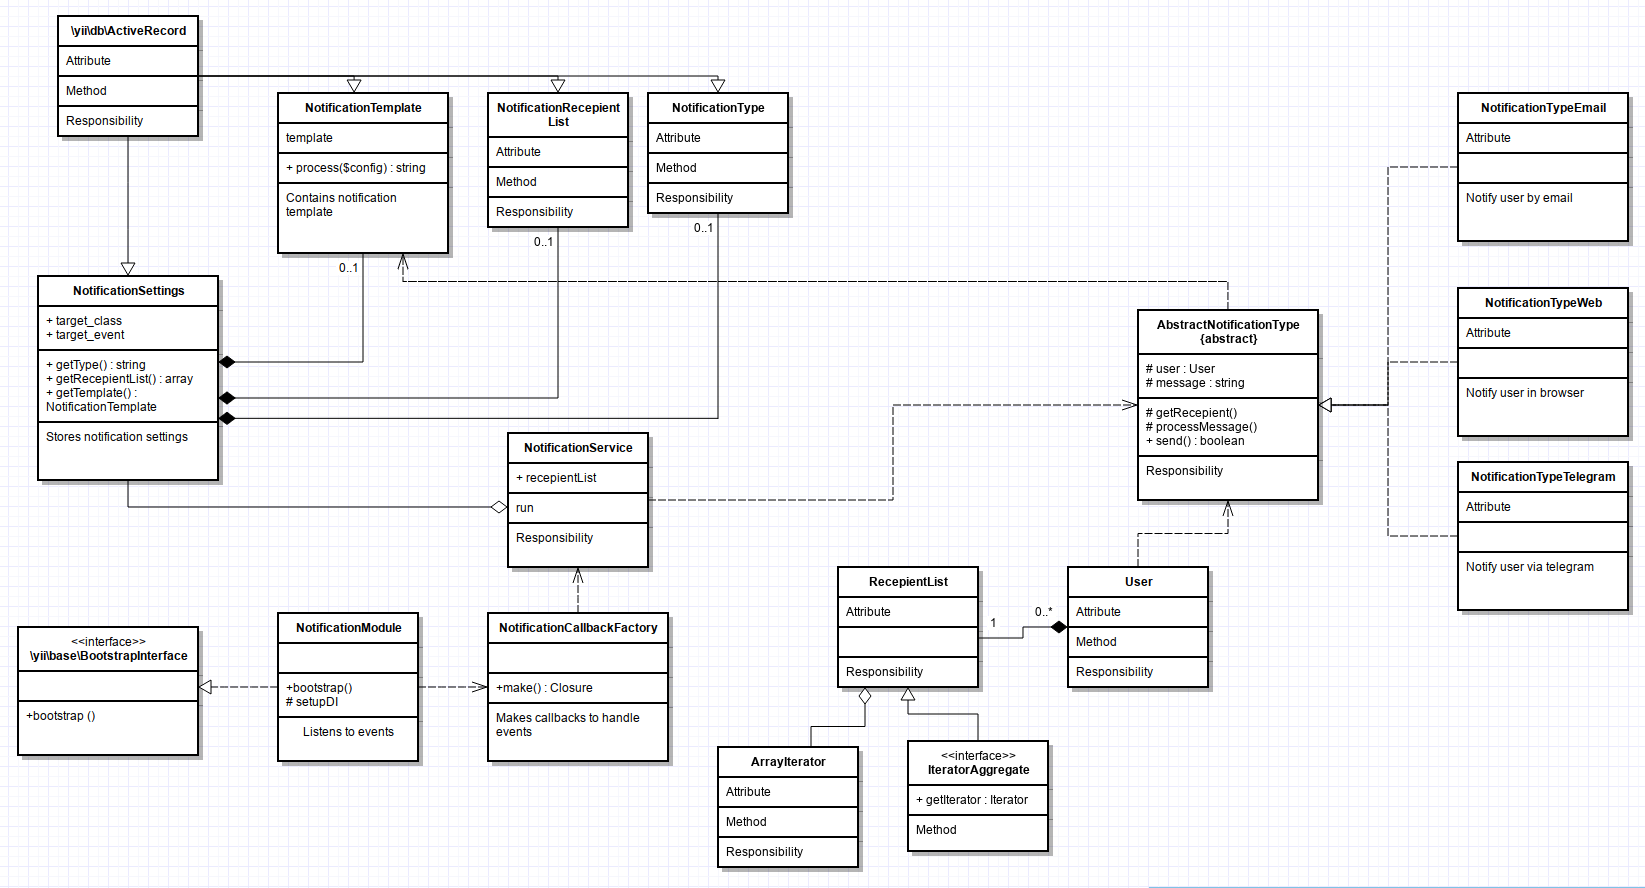 \yii\db\ActiveRecord
Attribute
Method
Responsibility
NotificationTemplate
template
+ process($config) : string
Contains notification
template
0..1
NotificationRecepient
List
Attribute
Method
Responsibility
0..1
NotificationType
Attribute
Method
Responsibility
0..1
NotificationTypeEmail
Attribute
Notify user by email
NotificationSettings
+ target_class
+ target_event
+ getType() : string
+ getRecepientList() : array
+ getTemplate() :
NotificationTemplate
Stores notification settings
AbstractNotificationType
{abstract}
# user : User
# message : string
# getRecepient()
# processMessage()
+ send() : boolean
Responsibility
NotificationTypeWeb
Attribute
Notify user in browser
NotificationService
+ recepientList
run
Responsibility
NotificationTypeTelegram
Attribute
Notify user via telegram
RecepientList
Attribute
Responsibility
1
0..*
User
Attribute
Method
Responsibility
<<interface>>
\yii\base\BootstrapInterface
+bootstrap ()
NotificationModule
+bootstrap()
# setupDI
Listens to events
NotificationCallbackFactory
+make() : Closure
Makes callbacks to handle
events
ArrayIterator
Attribute
Method
Responsibility
<<interface>>
IteratorAggregate
+ getIterator : Iterator
Method